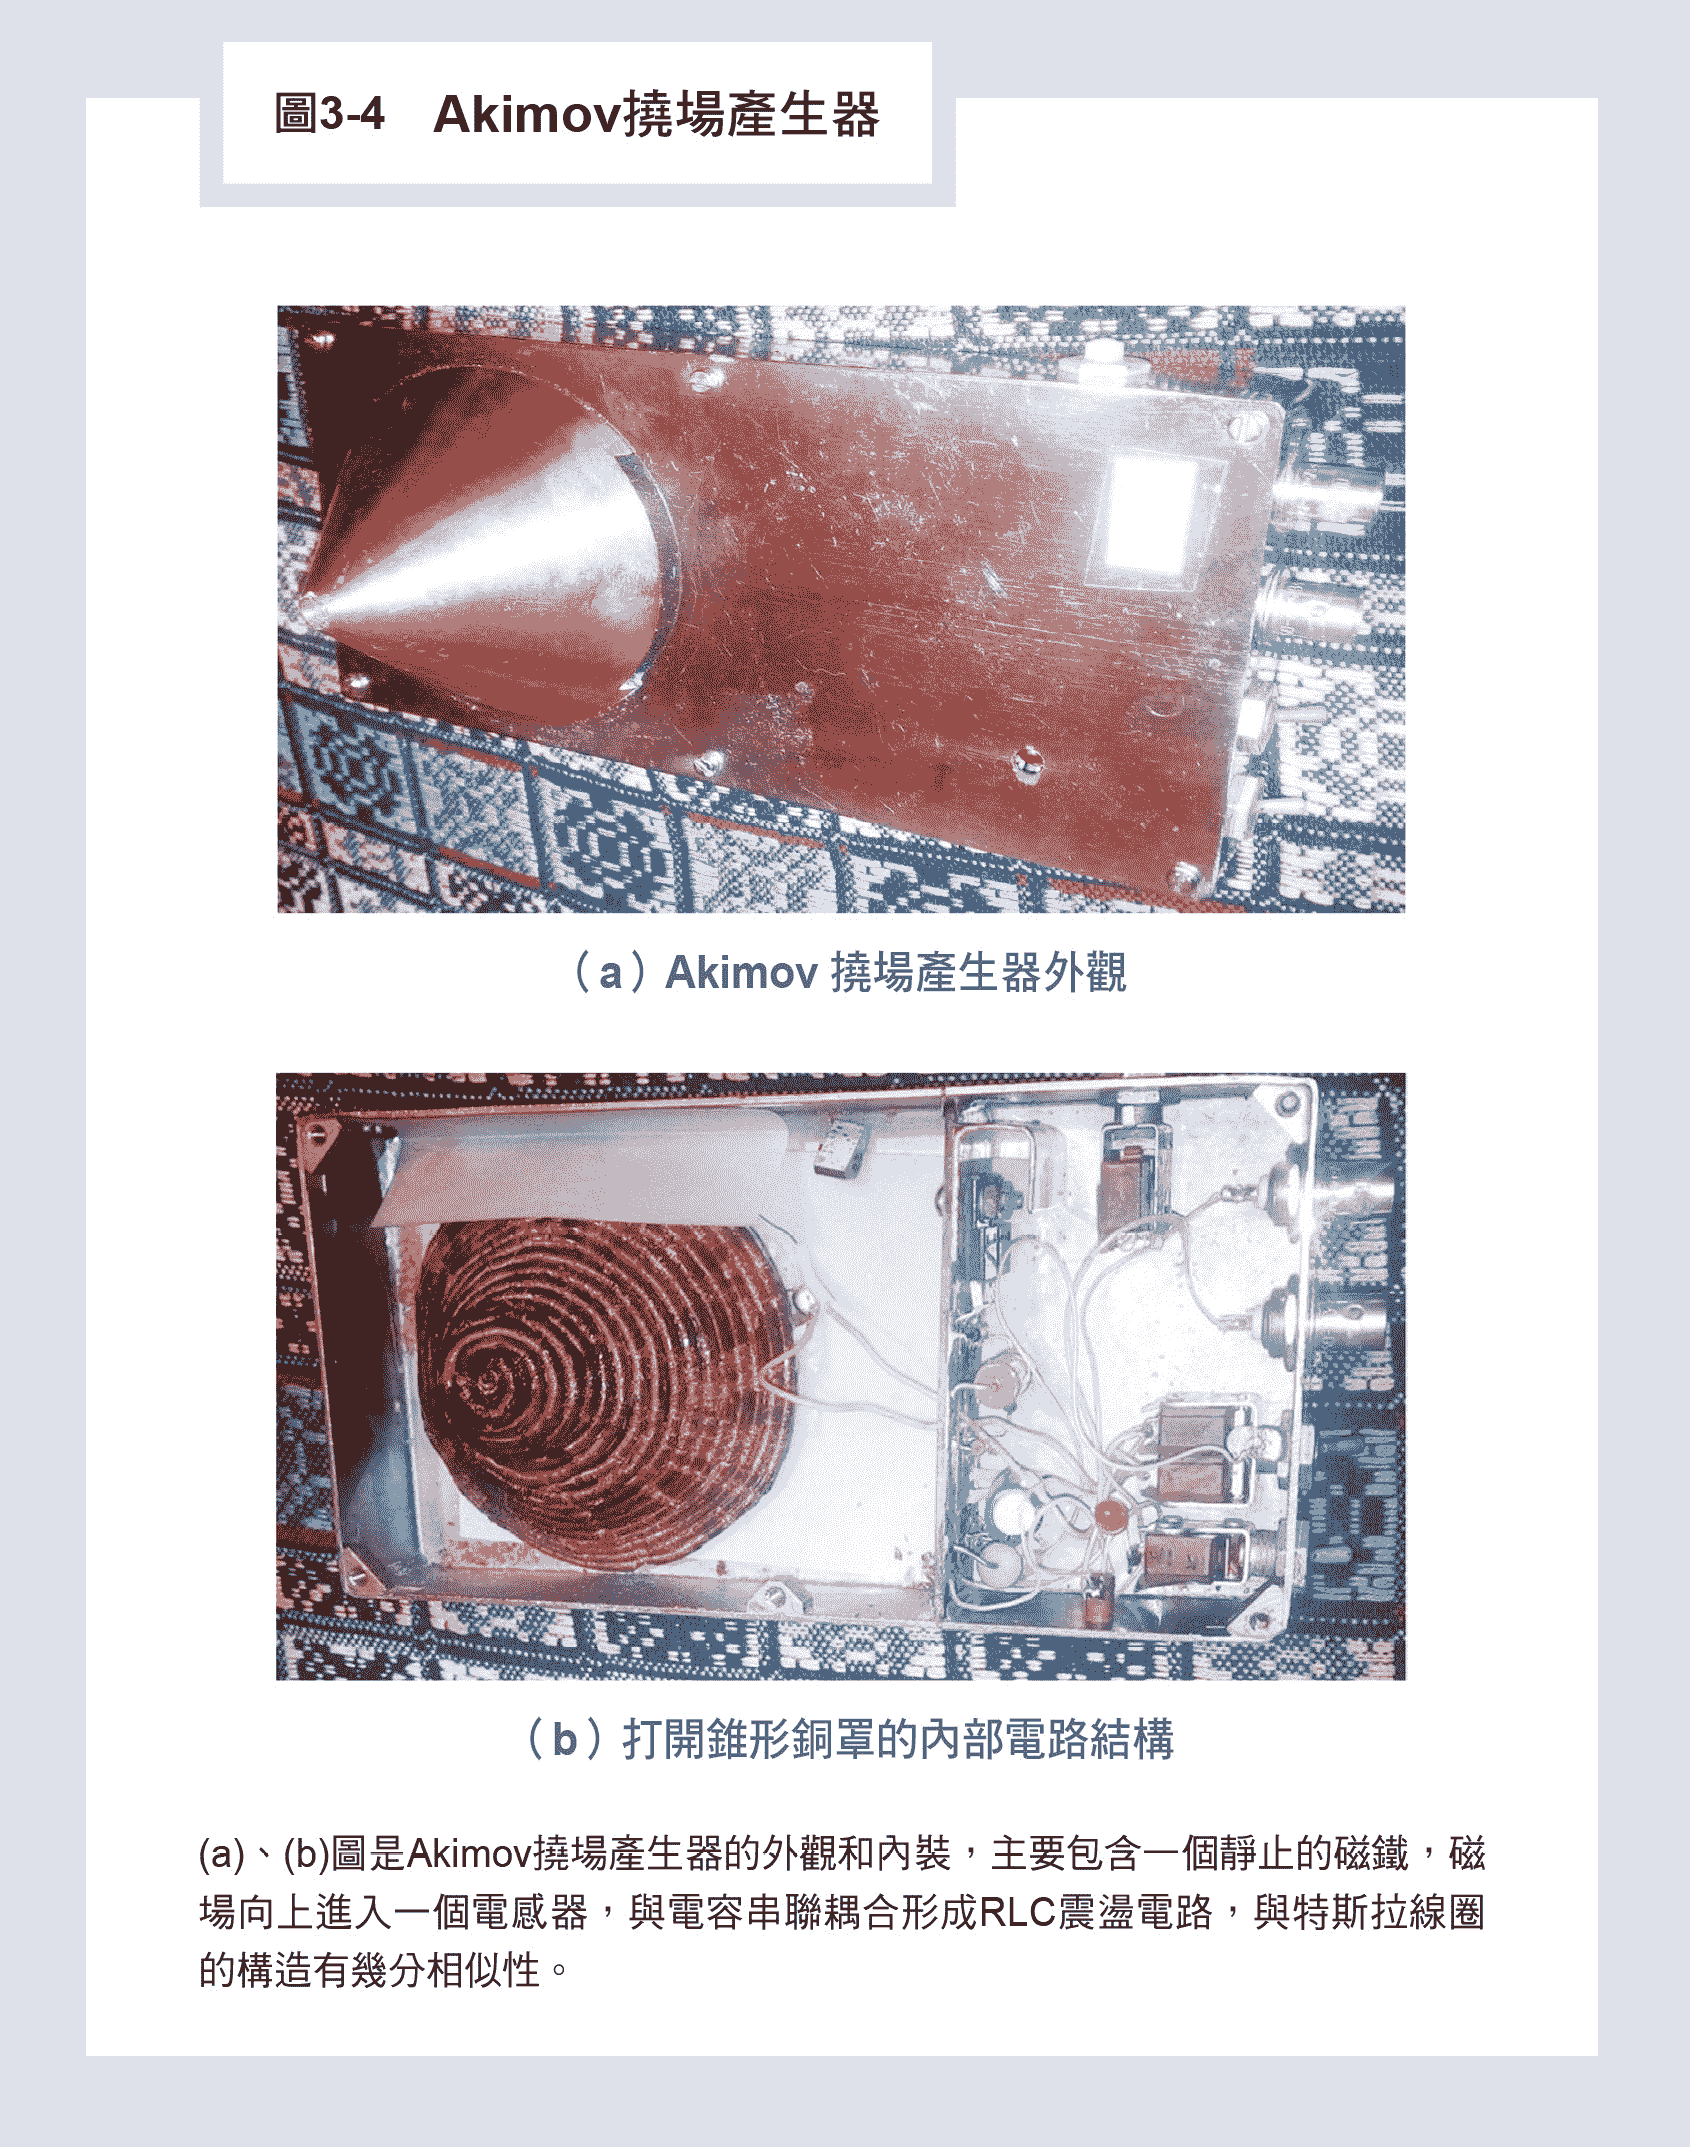 圖3-4 Akimov撓場產生器
（a）Akimov 撓場產生器外觀
（b）打開錐形銅罩的內部電路結構
(a)、(b)圖是Akimov撓場產生器的外觀和內裝，主要包含一個靜止的磁鐵，磁
場向上進入一個電感器，與電容串聯耦合形成RLC震盪電路，與特斯拉線圈
的構造有幾分相似性。